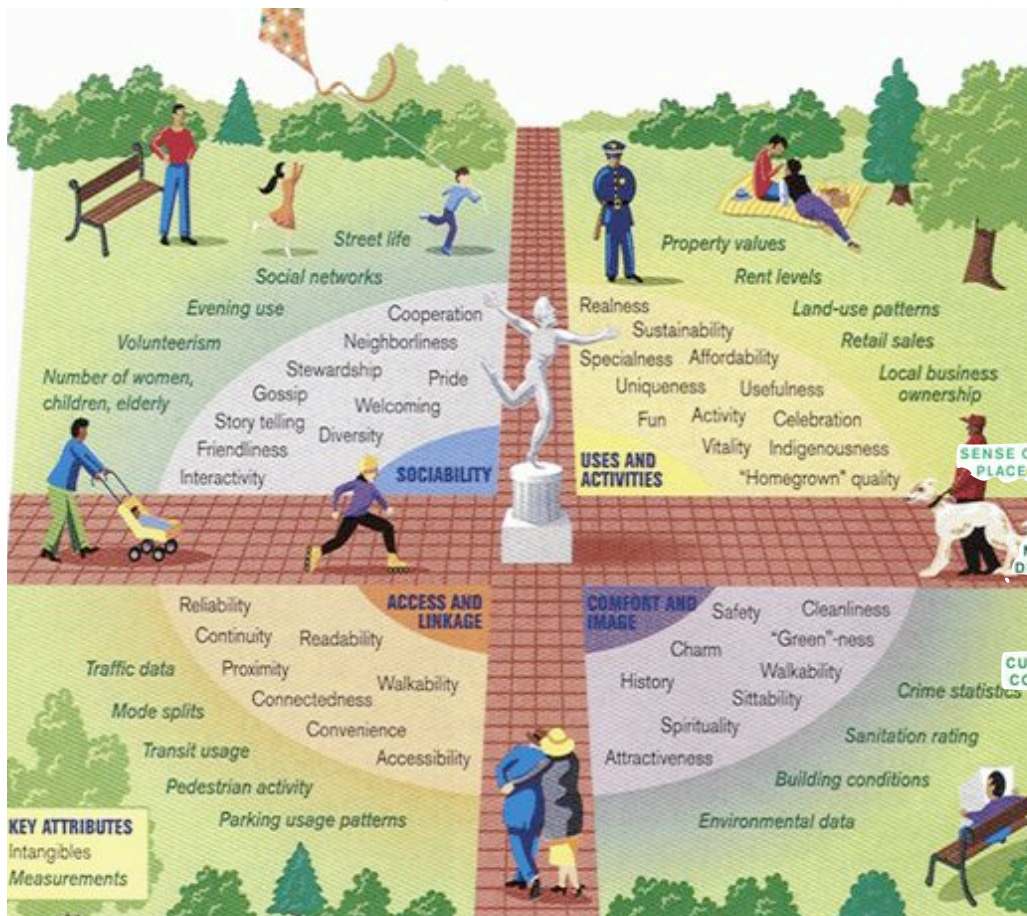 Street life
Social networks
Evening use
Volunteerism
Number of women,
children, elderly
Cooperation
Neighborliness
Stewardship
Pride
Gossip
Welcoming
Story telling
Diversity
Friendliness
Interactivity
SOCIABILITY
Property values
Rent levels
Land-use patterns
Retail sales
Local business
ownership
Realness
Sustainability
Specialness
Affordability
Uniqueness
Usefulness
Fun
Activity
Celebration
Vitality
Indigenousness
"Homegrown" quality
USES AND
ACTIVITIES
SENSE
PLACE
ACCESS AND
LINKAGE
Reliability
Continuity
Readability
Proximity
Walkability
Connectedness
Convenience
Accessibility
Traffic data
Mode splits
Transit usage
Pedestrian activity
Parking usage patterns
COMFORT AND
IMAGE
Safety
Cleanliness
"Green"-ness
Charm
Walkability
History
Sittability
Spirituality
Attractiveness
Crime statistics
Sanitation rating
Building conditions
Environmental data
KEY ATTRIBUTES
Intangibles
Measurements